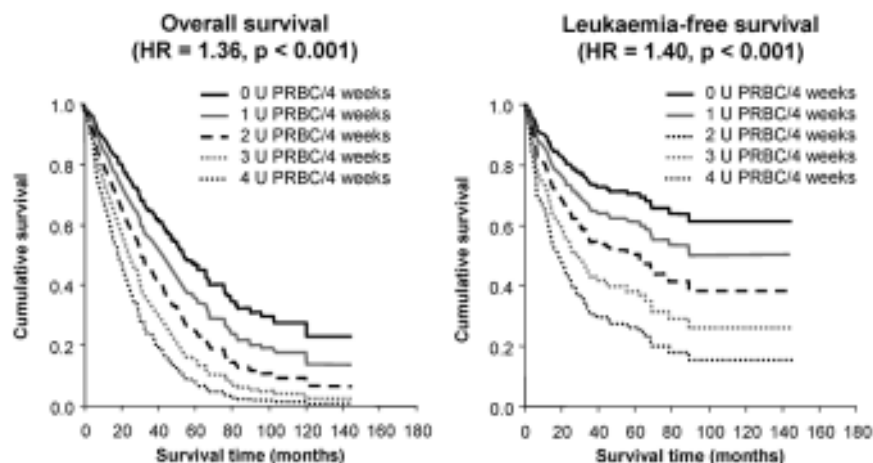 Overall survival
(HR = 1.36, p < 0.001)
0 U PRBC/4 weeks
1 U PRBC/4 weeks
2 U PRBC/4 weeks
3 U PRBC/4 weeks
4 U PRBC/4 weeks
Cumulative survival
1.0
0.8
0.6
0.4
0.2
0.0
0 20 40 60 80 100 120 140 160 180
Survival time (months)
Leukaemia-free survival
(HR = 1.40, p < 0.001)
0 U PRBC/4 weeks
1 U PRBC/4 weeks
2 U PRBC/4 weeks
3 U PRBC/4 weeks
4 U PRBC/4 weeks
Cumulative survival
1.0
0.8
0.6
0.4
0.2
0.0
0 20 40 60 80 100 120 140 160 180
Survival time (months)